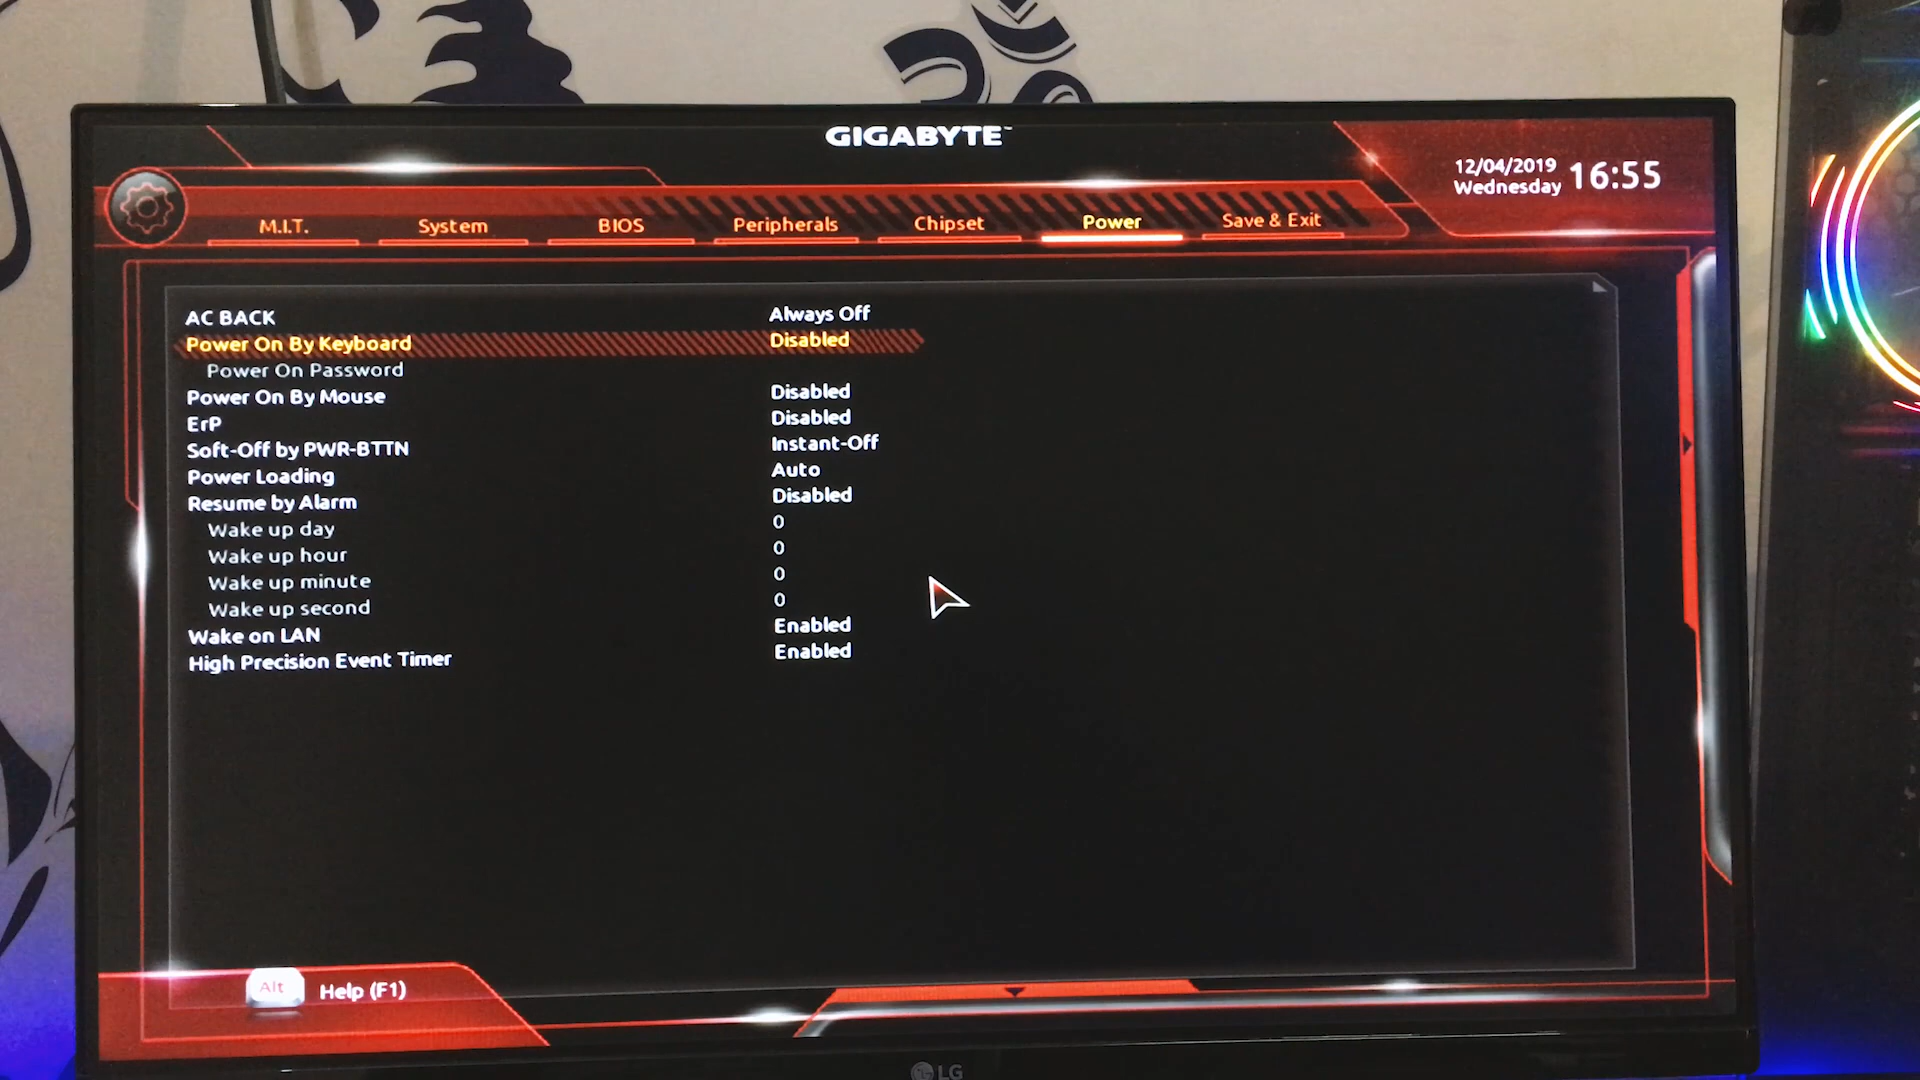 GIGABYTE™
12/04/2019 16:55
Wednesday
M.I.T. System BIOS Peripherals Chipset Power Save & Exit
AC BACK Always Off
Power On By Keyboard Disabled
Power On Password
Power On By Mouse Disabled
ErP Disabled
Soft-Off by PWR-BTTN Instant-Off
Power Loading Auto
Resume by Alarm Disabled
Wake up day 0
Wake up hour 0
Wake up minute 0
Wake up second 0
Wake on LAN Enabled
High Precision Event Timer Enabled
Alt Help (F1)
LG